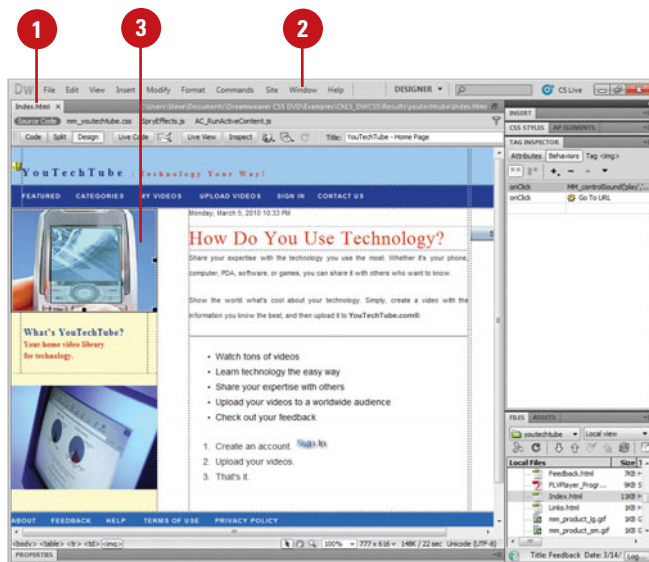 1
3
2
DW File Edit View Insert Modify Format Commands Site Window Help DESIGNER CS Live
Index.html
Source Code mm_youtechtube.css SpryEffects.js AC_RunActiveContent.js
Code Split Design Live Code Live View Inspect Title: YouTechTube - Home Page
YouTechTube : Technology Your Way!
FEATURED CATEGORIES MY VIDEOS UPLOAD VIDEOS SIGN IN CONTACT US
Monday, March 5, 2010 10:33 PM
How Do You Use Technology?
Share your expertise with the technology you use the most. Whether it's your phone,
computer, PDA, software, or games, you can share it with others who want to know.
Show the world what's cool about your technology. Simply, create a video with the
information you know the best, and then upload it to YouTechTube.com®.
What's YouTechTube?
Your home video library
for technology.
• Watch tons of videos
• Learn technology the easy way
• Share your expertise with others
• Upload your videos to a worldwide audience
• Check out your feedback
1. Create an account. Sign In
2. Upload your videos.
3. That's it.
ABOUT FEEDBACK HELP TERMS OF USE PRIVACY POLICY
<body> <table> <tr> <td> <img> 100% 777 x 616 148K / 22 sec Unicode (UTF-8)
PROPERTIES
INSERT
CSS STYLES AP ELEMENTS
TAG INSPECTOR
Attributes Behaviors Tag <img>
onClick MM_controlSound('play','...
onClick Go To URL
FILES ASSETS
youtechtube Local view
Local Files Size
Feedback.html
FLVPlayer_Progr...
Index.html
Links.html
mm_product_lg.gif
mm_product_sm.gif
Title: Feedback Date: 3/14/ Log...